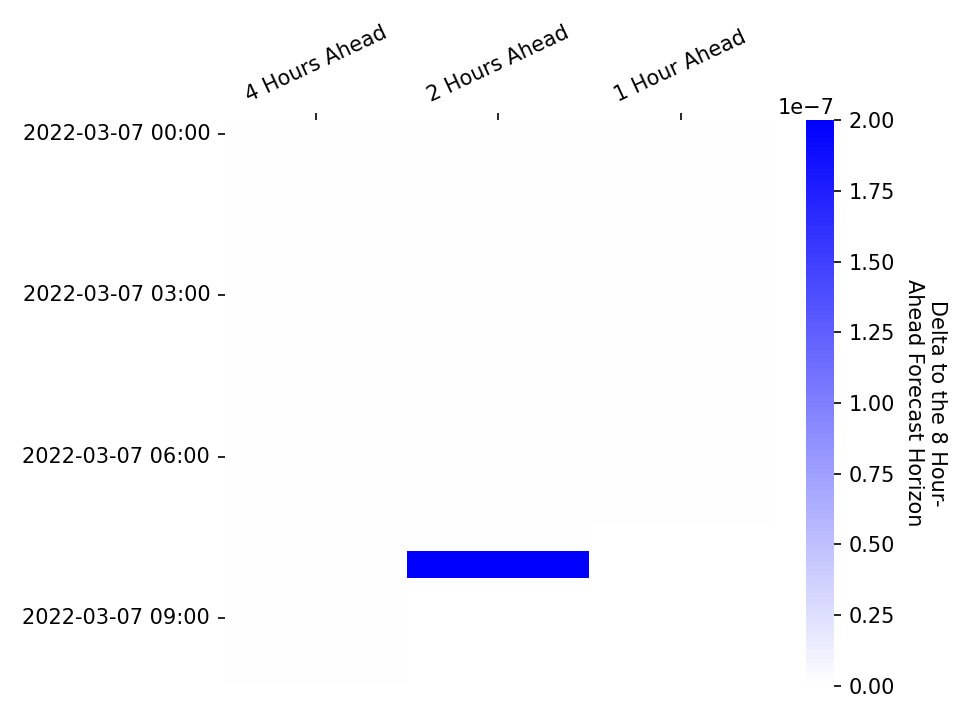 4 Hours Ahead
2 Hours Ahead
1 Hour Ahead
1e−7
2022-03-07 00:00
2022-03-07 03:00
2022-03-07 06:00
2022-03-07 09:00
2.00
1.75
1.50
1.25
1.00
0.75
0.50
0.25
0.00
Delta to the 8 Hour-
Ahead Forecast Horizon